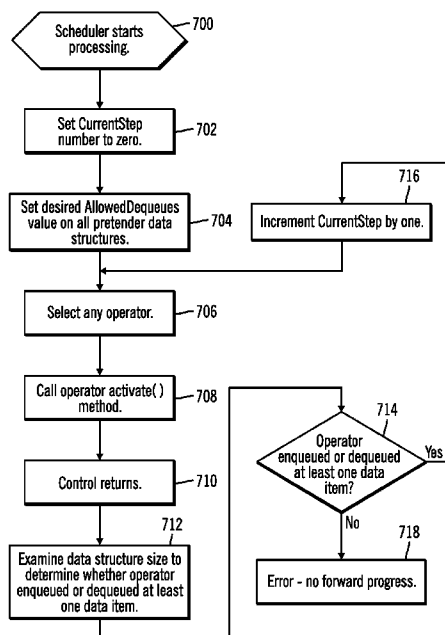 Scheduler starts
processing.
700
Set CurrentStep
number to zero.
702
Set desired AllowedDequeues
value on all pretender data
structures.
704
716
Increment CurrentStep by one.
Select any operator.
706
Call operator activate( )
method.
708
Control returns.
710
712
Examine data structure size to
determine whether operator
enqueued or dequeued at least
one data item.
714
Operator
enqueued or dequeued
at least one data
item?
Yes
No
718
Error - no forward progress.